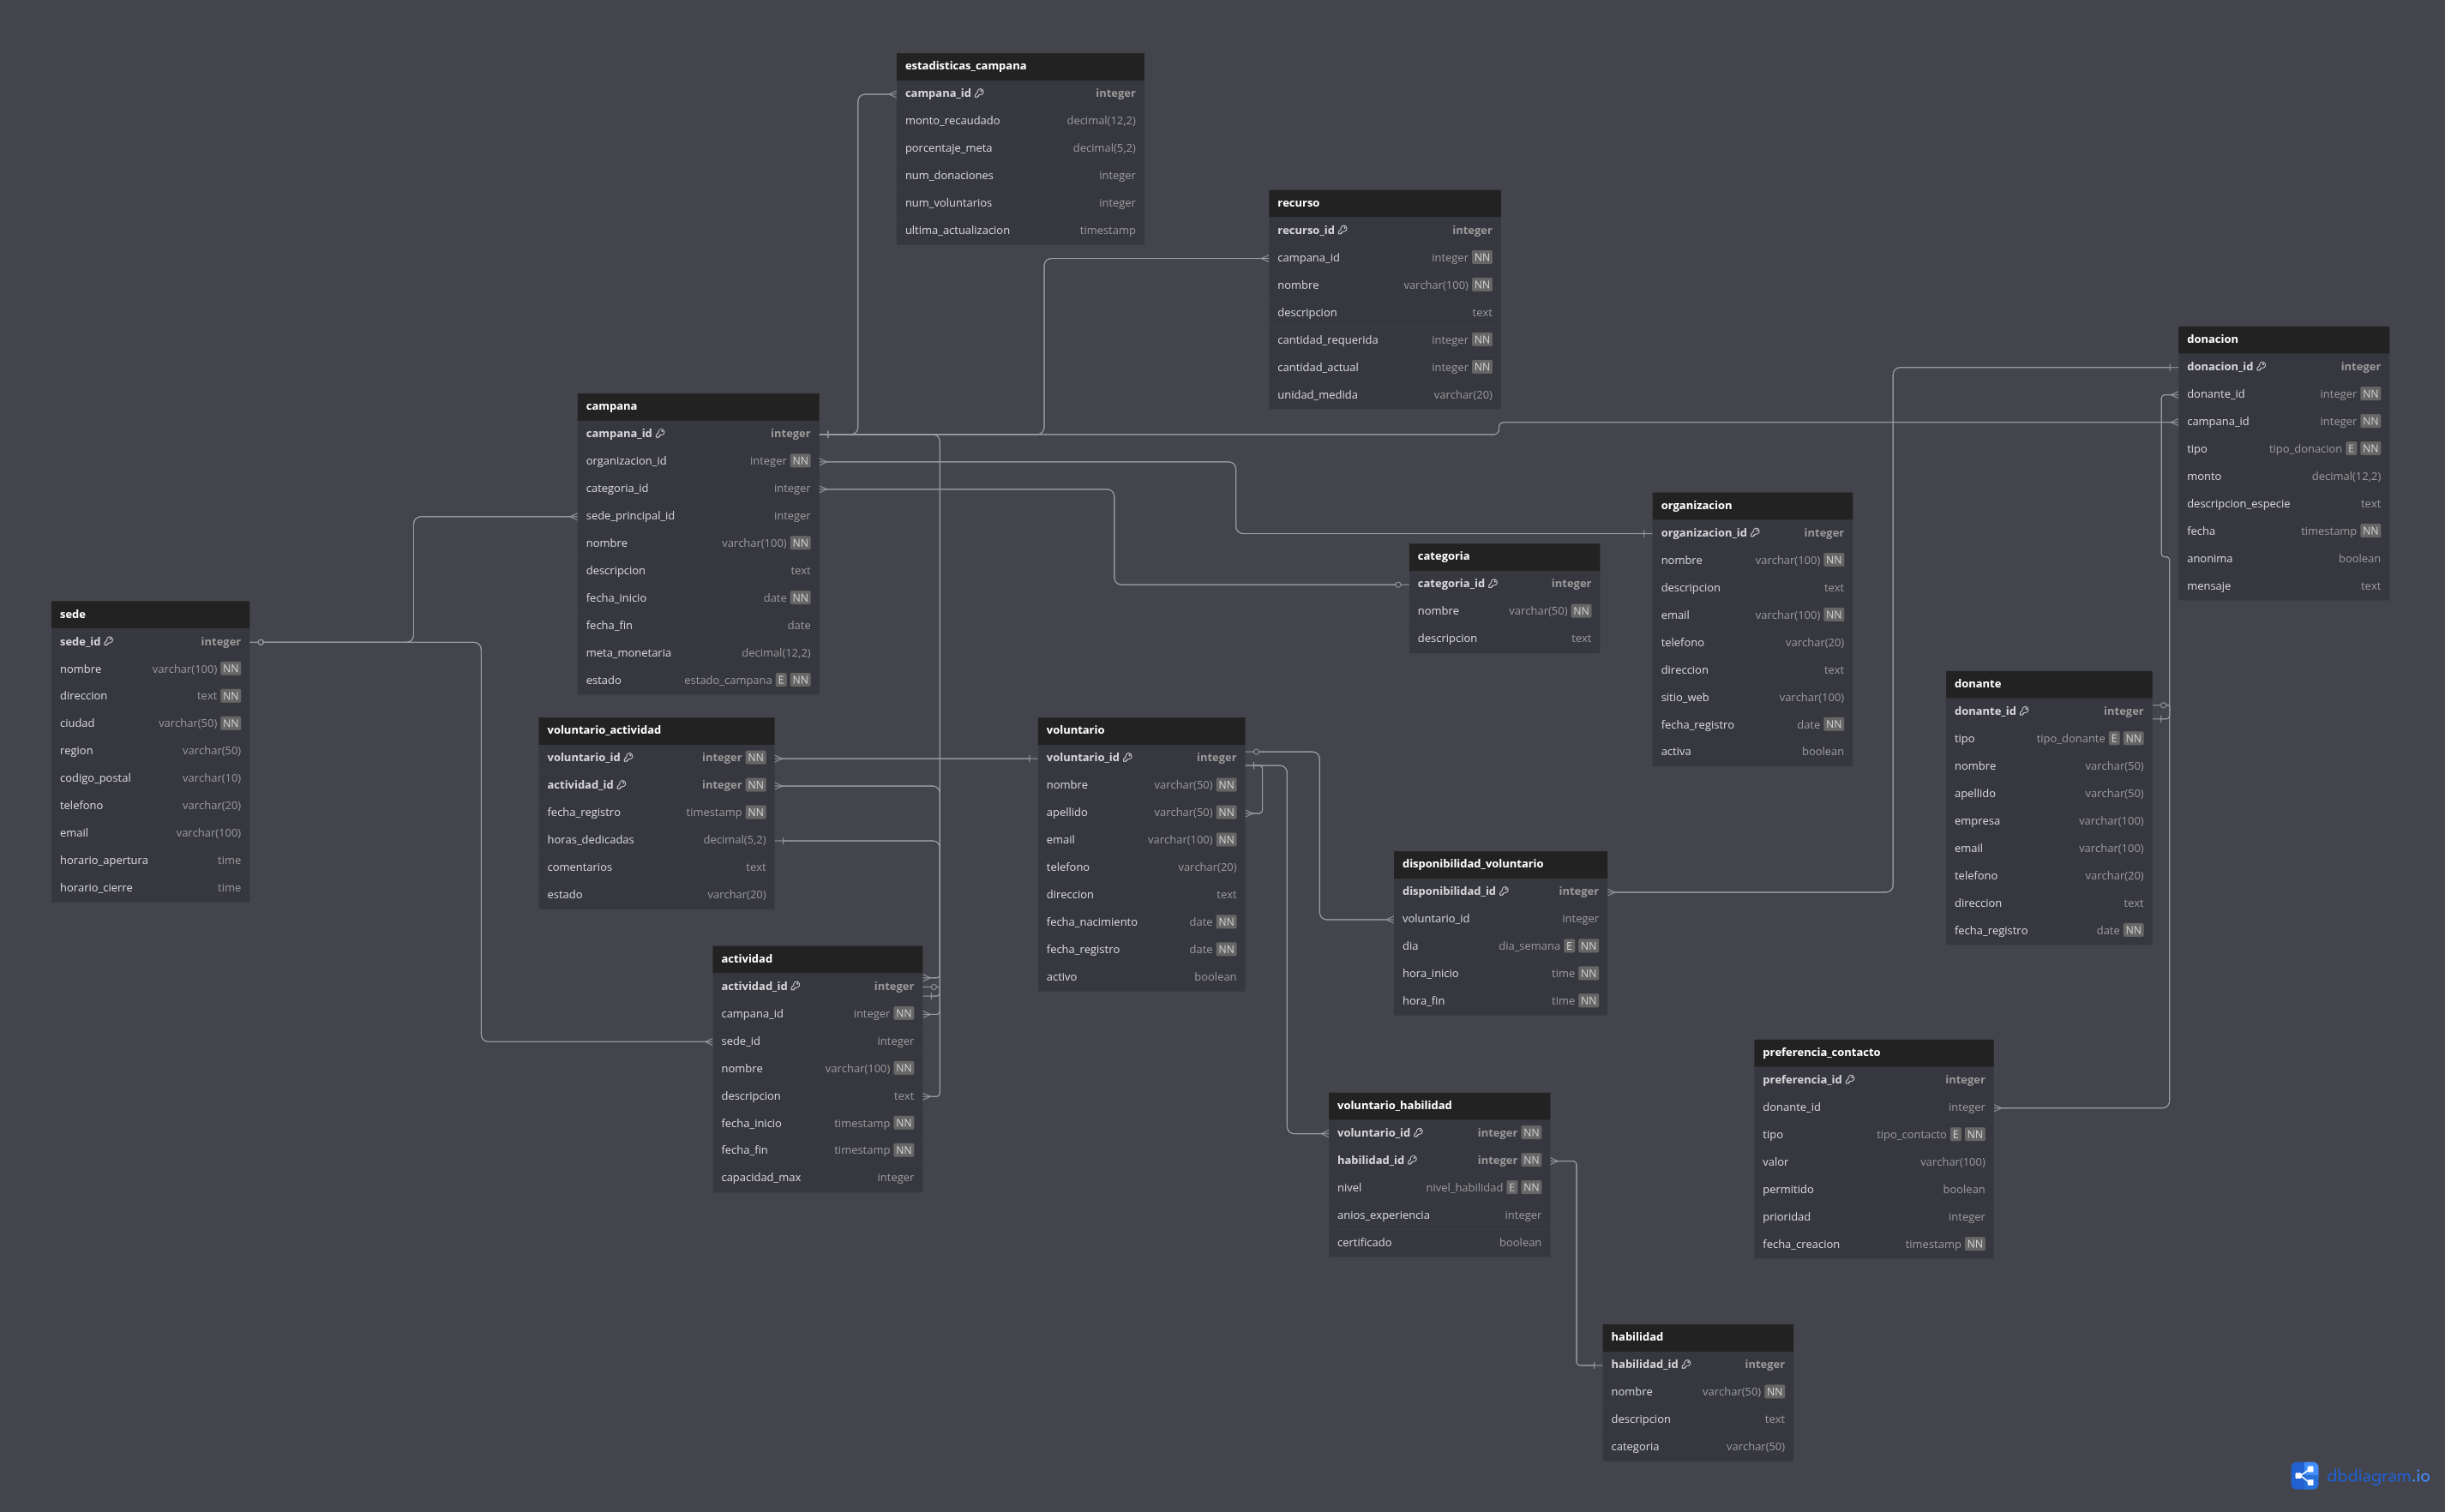 estadisticas_campana
campana_id integer
monto_recaudado decimal(12,2)
porcentaje_meta decimal(5,2)
num_donaciones integer
num_voluntarios integer
ultima_actualizacion timestamp
recurso
recurso_id integer
campana_id integer NN
nombre varchar(100) NN
descripcion text
cantidad_requerida integer NN
cantidad_actual integer NN
unidad_medida varchar(20)
donacion
donacion_id integer
donante_id integer NN
campana_id integer NN
tipo tipo_donacion E NN
monto decimal(12,2)
descripcion_especie text
fecha timestamp NN
anonima boolean
mensaje text
campana
campana_id integer
organizacion_id integer NN
categoria_id integer
sede_principal_id integer
nombre varchar(100) NN
descripcion text
fecha_inicio date NN
fecha_fin date
meta_monetaria decimal(12,2)
estado estado_campana E NN
organizacion
organizacion_id integer
nombre varchar(100) NN
descripcion text
email varchar(100) NN
telefono varchar(20)
direccion text
sitio_web varchar(100)
fecha_registro date NN
activa boolean
categoria
categoria_id integer
nombre varchar(50) NN
descripcion text
sede
sede_id integer
nombre varchar(100) NN
direccion text NN
ciudad varchar(50) NN
region varchar(50)
codigo_postal varchar(10)
telefono varchar(20)
email varchar(100)
horario_apertura time
horario_cierre time
donante
donante_id integer
tipo tipo_donante E NN
nombre varchar(50)
apellido varchar(50)
empresa varchar(100)
email varchar(100)
telefono varchar(20)
direccion text
fecha_registro date NN
voluntario_actividad
voluntario_id integer NN
actividad_id integer NN
fecha_registro timestamp NN
horas_dedicadas decimal(5,2)
comentarios text
estado varchar(20)
voluntario
voluntario_id integer
nombre varchar(50) NN
apellido varchar(50) NN
email varchar(100) NN
telefono varchar(20)
direccion text
fecha_nacimiento date NN
fecha_registro date NN
activo boolean
disponibilidad_voluntario
disponibilidad_id integer
voluntario_id integer
dia dia_semana E NN
hora_inicio time NN
hora_fin time NN
actividad
actividad_id integer
campana_id integer NN
sede_id integer
nombre varchar(100) NN
descripcion text
fecha_inicio timestamp NN
fecha_fin timestamp NN
capacidad_max integer
preferencia_contacto
preferencia_id integer
donante_id integer
tipo tipo_contacto E NN
valor varchar(100)
permitido boolean
prioridad integer
fecha_creacion timestamp NN
voluntario_habilidad
voluntario_id integer NN
habilidad_id integer NN
nivel nivel_habilidad E NN
anios_experiencia integer
certificado boolean
habilidad
habilidad_id integer
nombre varchar(50) NN
descripcion text
categoria varchar(50)
dbdiagram.io